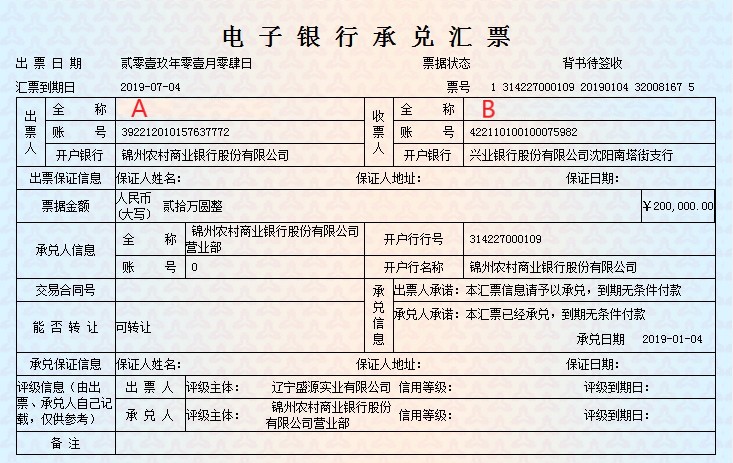 电子银行承兑汇票
出票日期 贰零壹玖年零壹月零肆日 票据状态 背书待签收
汇票到期日 2019-07-04 票号 1 314227000109 20190104 32008167 5
出票人 全称 A 收票人 全称 B
账号 392212010157637772 账号 422110100100075982
开户银行 锦州农村商业银行股份有限公司 开户银行 兴业银行股份有限公司沈阳南塔街支行
出票保证信息 保证人姓名: 保证人地址: 保证日期:
票据金额 人民币(大写) 贰拾万圆整 ￥200,000.00
承兑人信息 全称 锦州农村商业银行股份有限公司营业部 开户行行号 314227000109
账号 0 开户行名称 锦州农村商业银行股份有限公司
交易合同号 承兑信息 出票人承诺: 本汇票信息请予以承兑，到期无条件付款
能否转让 可转让 承兑人承诺: 本汇票已经承兑，到期无条件付款
承兑日期 2019-01-04
承兑保证信息 保证人姓名: 保证人地址: 保证日期:
评级信息（由出票、承兑人自己记载，仅供参考） 出票人 评级主体: 辽宁盛源实业有限公司 信用等级: 评级到期日:
承兑人 评级主体: 锦州农村商业银行股份有限公司营业部 信用等级: 评级到期日:
备注